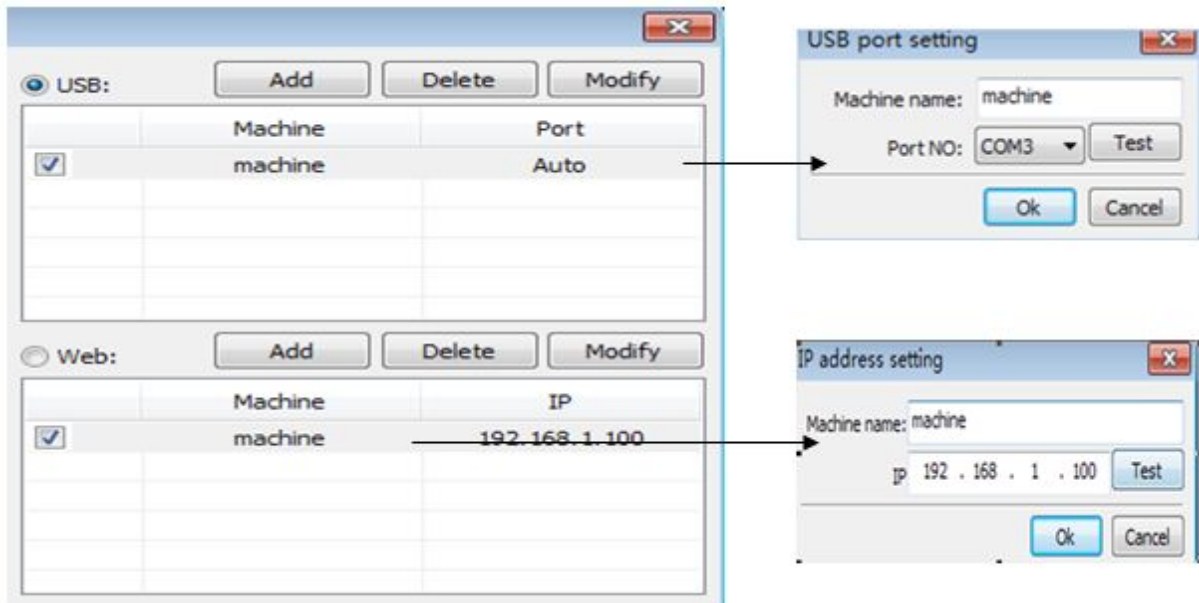 USB: Add Delete Modify
Machine Port
machine Auto
Web: Add Delete Modify
Machine IP
machine 192.168.1.100
USB port setting
Machine name: machine
Port NO: COM3 Test
Ok Cancel
IP address setting
Machine name: machine
IP 192 . 168 . 1 . 100 Test
Ok Cancel